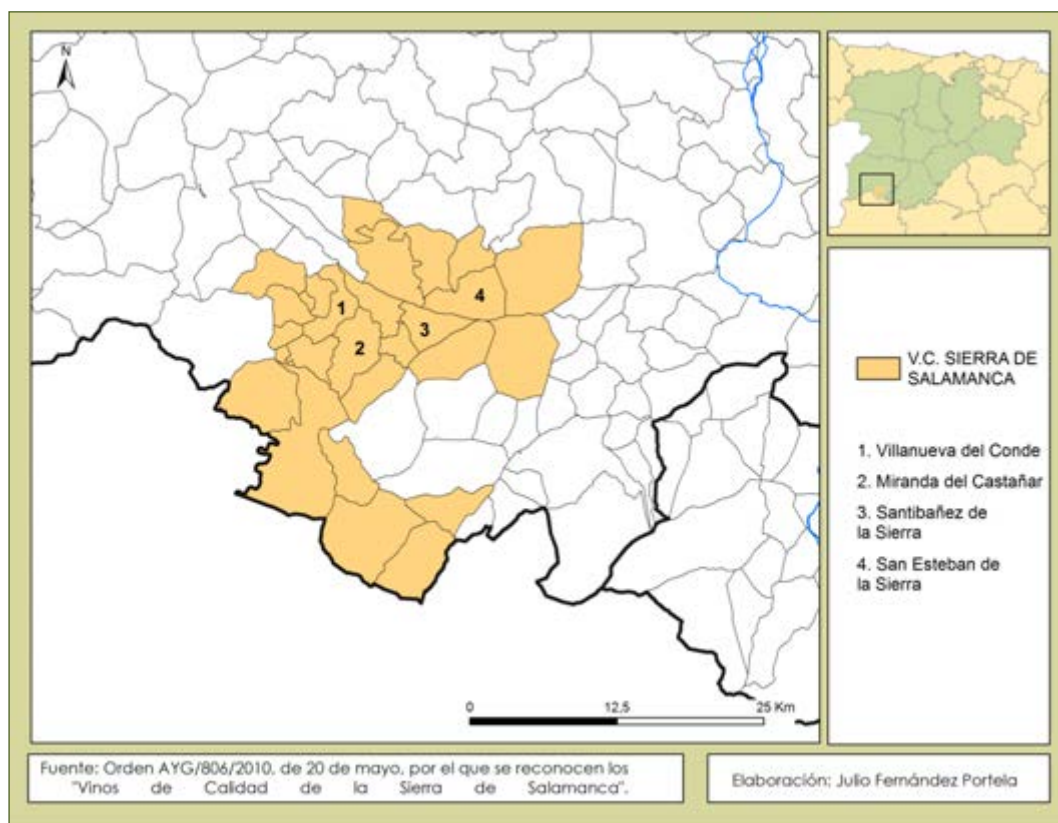 N
1
2
3
4
0 12,5 25 Km
V.C. SIERRA DE
SALAMANCA
1. Villanueva del Conde
2. Miranda del Castañar
3. Santibañez de
la Sierra
4. San Esteban de
la Sierra
Fuente: Orden AYG/806/2010, de 20 de mayo, por el que se reconocen los
"Vinos de Calidad de la Sierra de Salamanca".
Elaboración: Julio Fernández Portela